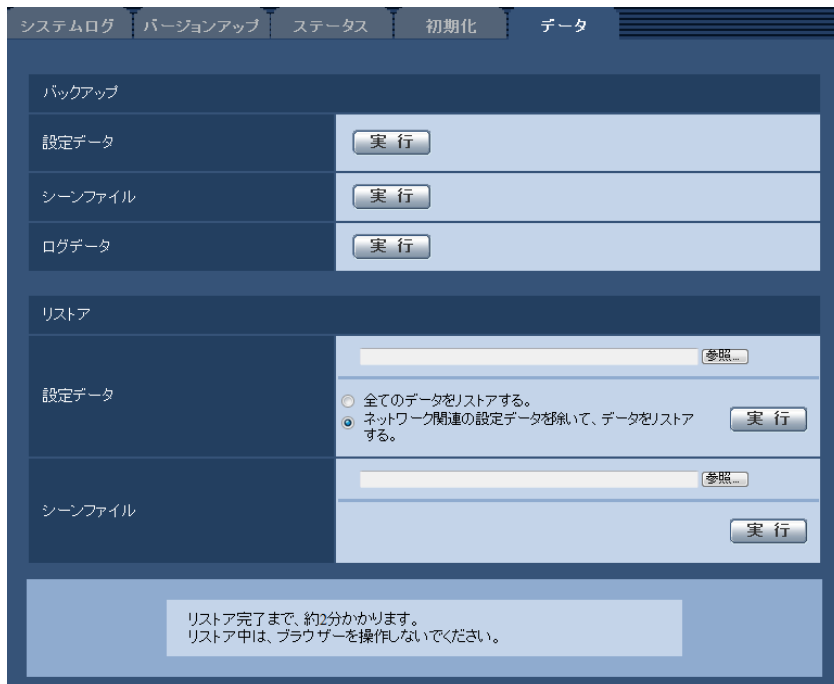 システムログ バージョンアップ ステータス 初期化 データ
バックアップ
設定データ 実 行
シーンファイル 実 行
ログデータ 実 行
リストア
参照...
設定データ
全てのデータをリストアする。
ネットワーク関連の設定データを除いて、データをリストア
する。
実 行
参照...
シーンファイル
実 行
リストア完了まで、約2分かかります。
リストア中は、ブラウザーを操作しないでください。